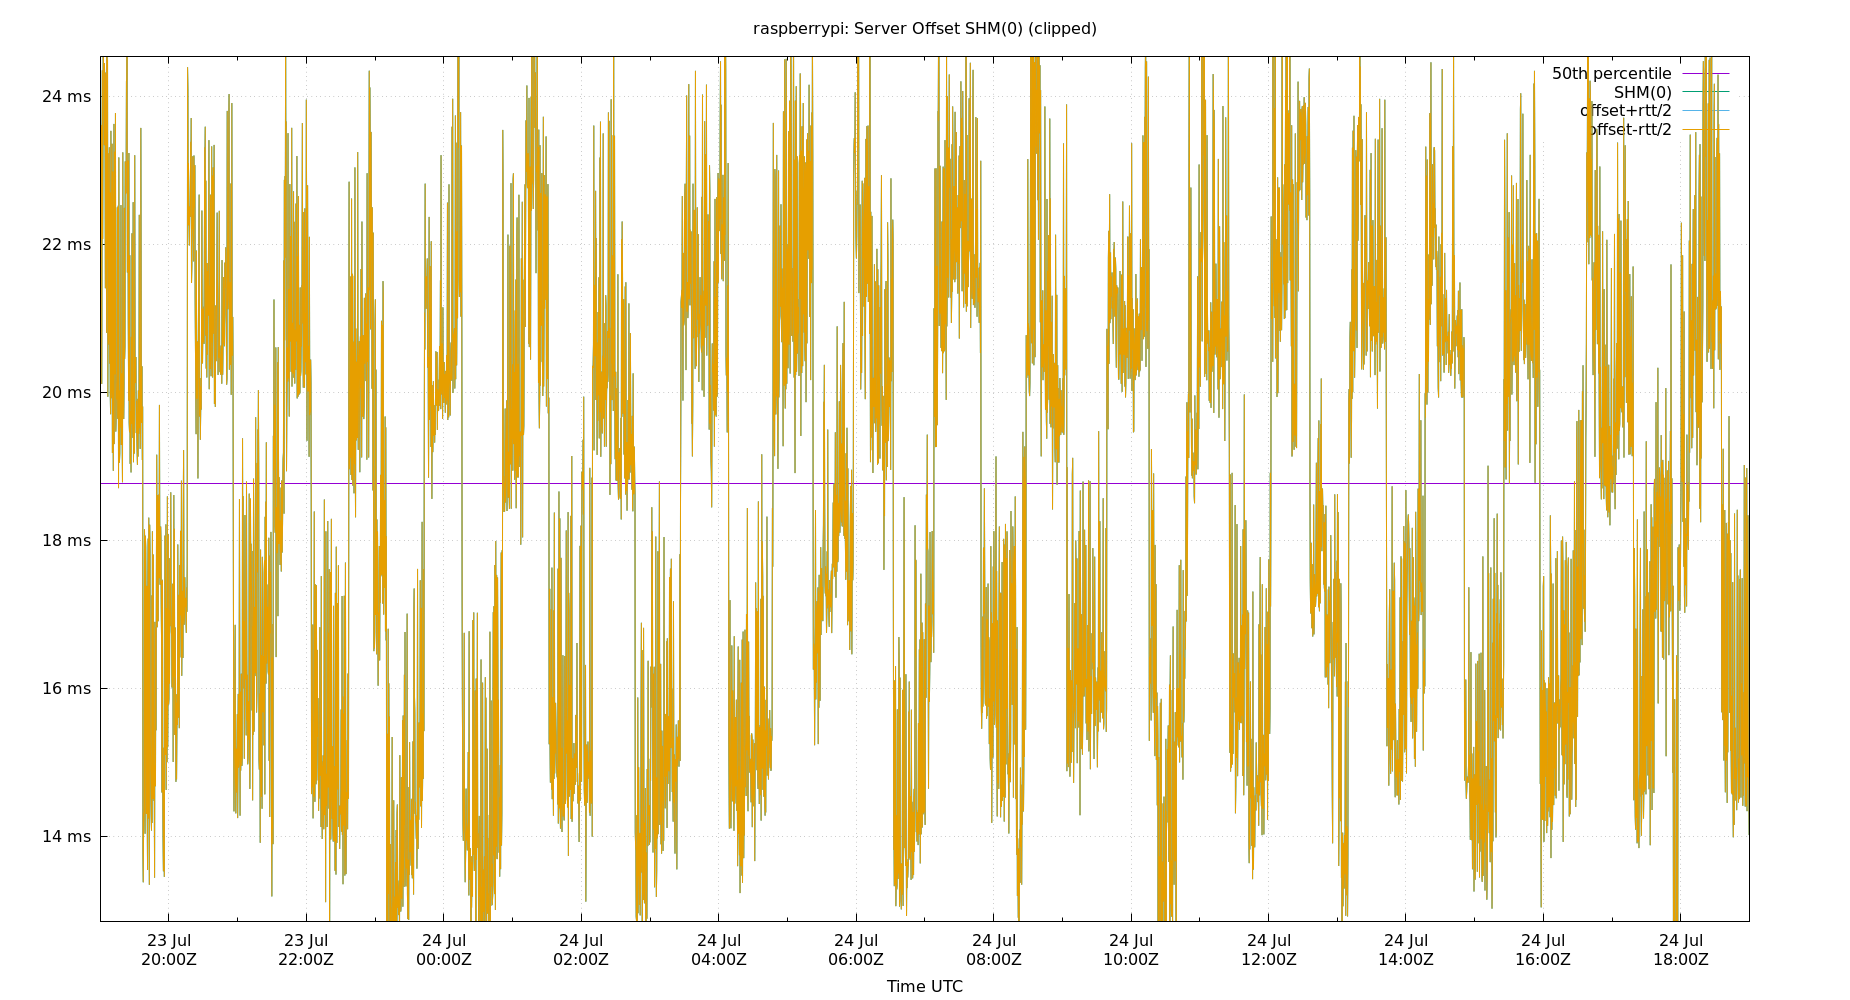 raspberrypi: Server Offset SHM(0) (clipped)
50th percentile
SHM(0)
offset+rtt/2
offset-rtt/2
24 ms
22 ms
20 ms
18 ms
16 ms
14 ms
23 Jul 23 Jul 24 Jul 24 Jul 24 Jul 24 Jul 24 Jul 24 Jul 24 Jul 24 Jul 24 Jul 24 Jul
20:00Z 22:00Z 00:00Z 02:00Z 04:00Z 06:00Z 08:00Z 10:00Z 12:00Z 14:00Z 16:00Z 18:00Z
Time UTC